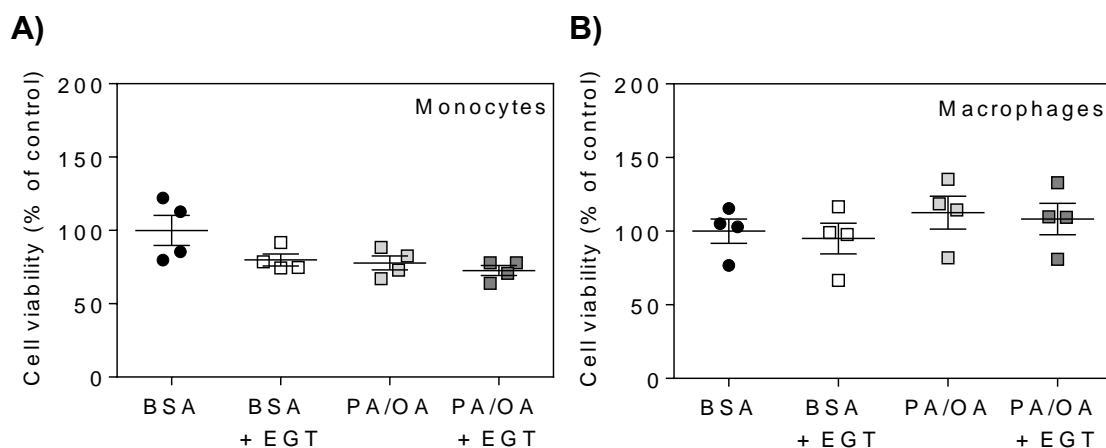 A)
Cell viability (% of control)
200
150
100
50
0
Monocytes
BSA
BSA
+ EGT
PA/OA
PA/OA
+ EGT
B)
Cell viability (% of control)
200
150
100
50
0
Macrophages
BSA
BSA
+ EGT
PA/OA
PA/OA
+ EGT